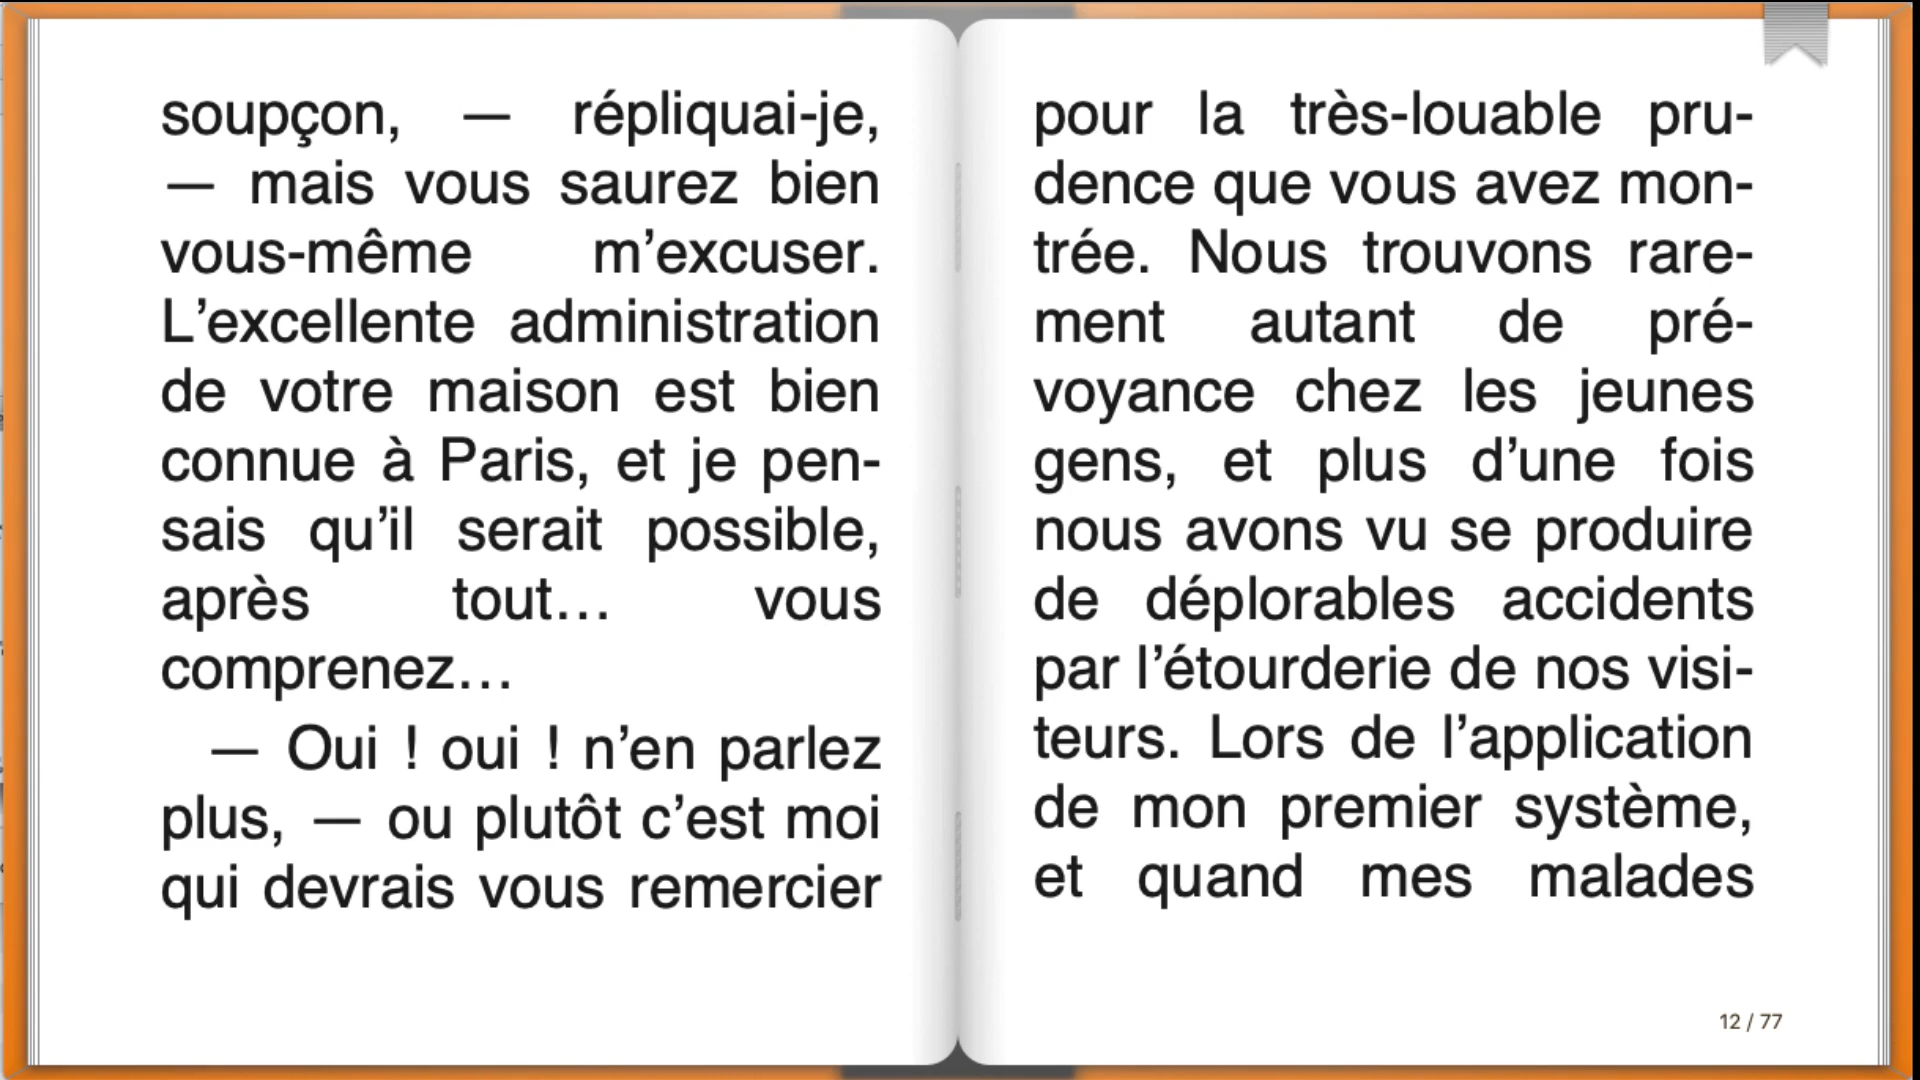 soupçon, — répliquai-je,
— mais vous saurez bien
vous-même m’excuser.
L’excellente administration
de votre maison est bien
connue à Paris, et je pen-
sais qu’il serait possible,
après tout… vous
comprenez…
— Oui ! oui ! n’en parlez
plus, — ou plutôt c’est moi
qui devrais vous remercier
pour la très-louable pru-
dence que vous avez mon-
trée. Nous trouvons rare-
ment autant de pré-
voyance chez les jeunes
gens, et plus d’une fois
nous avons vu se produire
de déplorables accidents
par l’étourderie de nos visi-
teurs. Lors de l’application
de mon premier système,
et quand mes malades
12 / 77